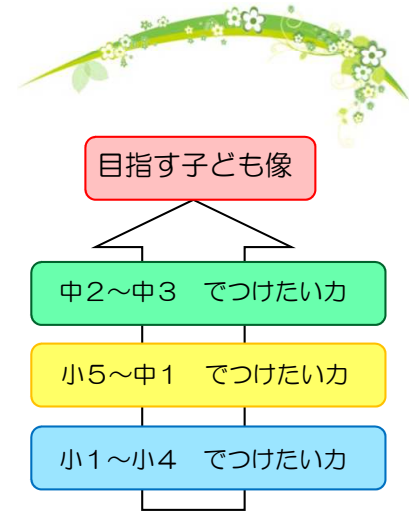 目指す子ども像
中２～中３　でつけたい力
小５～中１　でつけたい力
小１～小４　でつけたい力